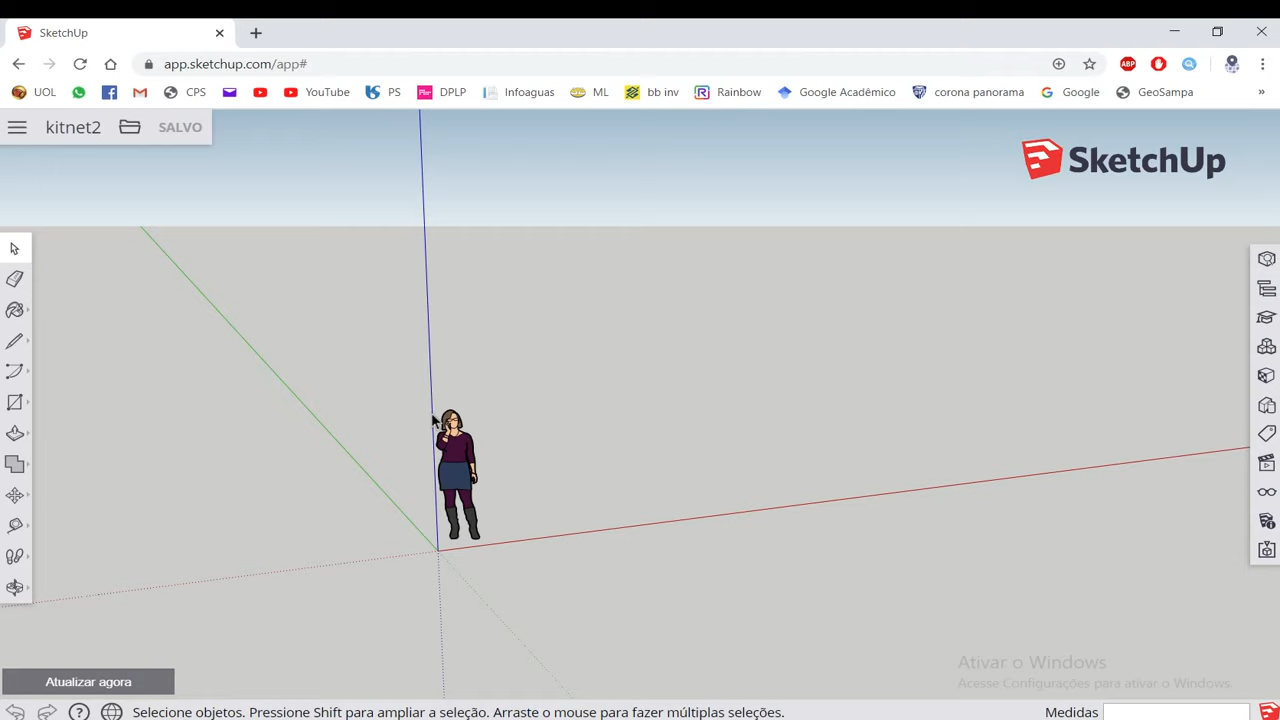 SketchUp
app.sketchup.com/app#
UOL
CPS
YouTube
PS
DPLP
Infoaguas
ML
bb inv
Rainbow
Google Acadêmico
corona panorama
Google
GeoSampa
»
kitnet2
SALVO
SketchUp
Ativar o Windows
Acesse Configurações para ativar o Windows.
Atualizar agora
Selecione objetos. Pressione Shift para ampliar a seleção. Arraste o mouse para fazer múltiplas seleções.
Medidas